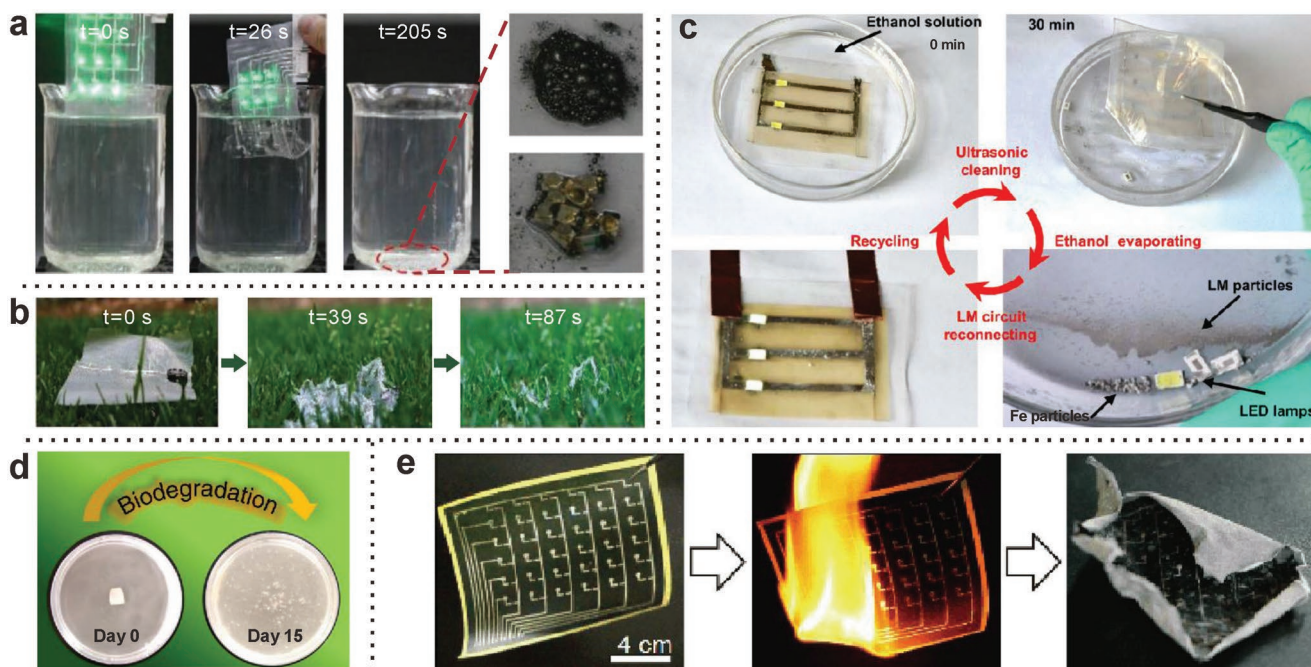 a
t=0 s
t=26 s
t=205 s
b
t=0 s
t=39 s
t=87 s
c
Ethanol solution
0 min
30 min
Ultrasonic
cleaning
Recycling
Ethanol evaporating
LM circuit
reconnecting
LM particles
Fe particles
LED lamps
d
Biodegradation
Day 0
Day 15
e
4 cm